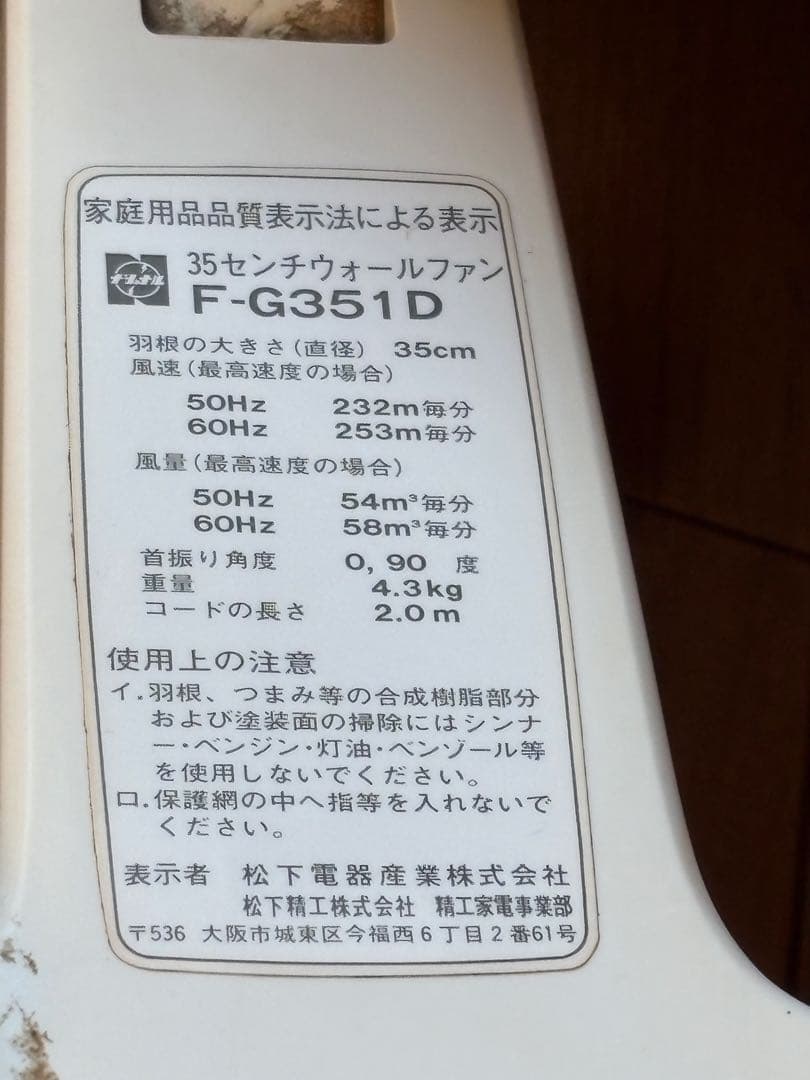 家庭用品品質表示法による表示
ナショナル
35センチウォールファン
F-G351D
羽根の大きさ(直径) 35cm
風速(最高速度の場合)
50Hz 232m毎分
60Hz 253m毎分
風量(最高速度の場合)
50Hz 54m³毎分
60Hz 58m³毎分
首振り角度 0, 90 度
重量 4.3kg
コードの長さ 2.0m
使用上の注意
イ.羽根、つまみ等の合成樹脂部分
および塗装面の掃除にはシンナ
ー・ベンジン・灯油・ベンゾール等
を使用しないでください。
ロ.保護網の中へ指等を入れないで
ください。
表示者 松下電器産業株式会社
松下精工株式会社 精工家電事業部
〒536 大阪市城東区今福西6丁目2番61号